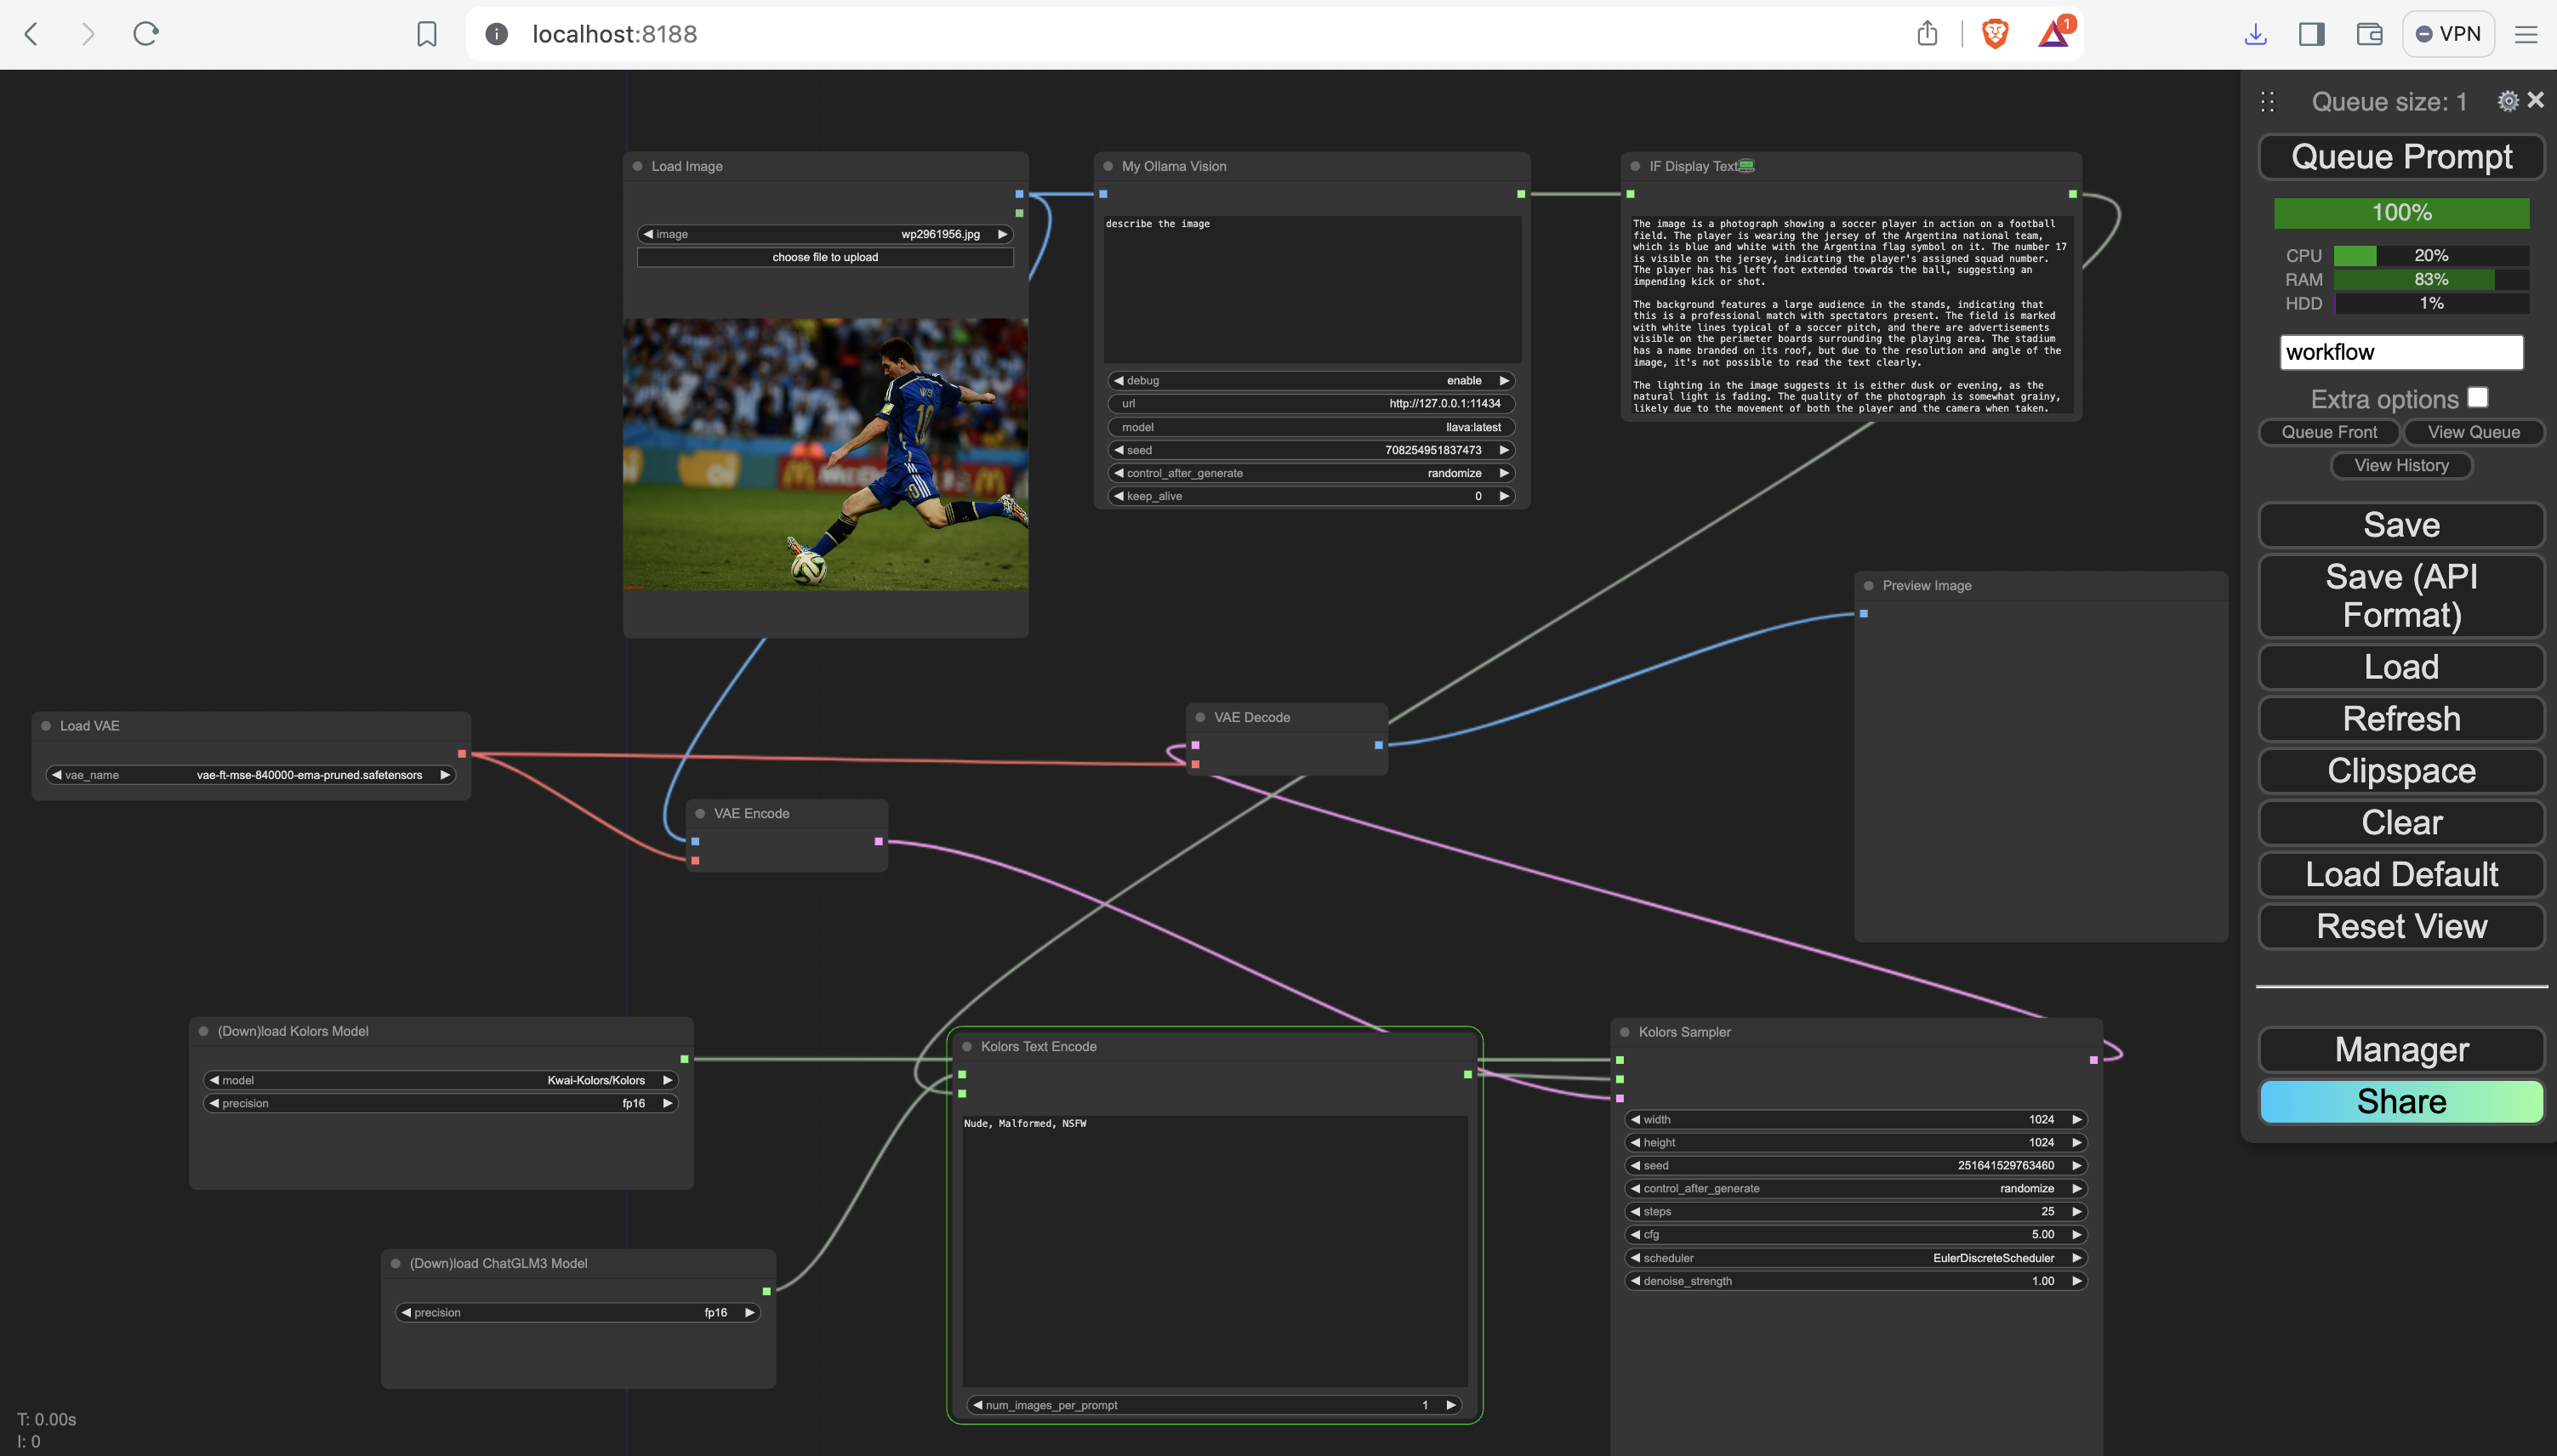 localhost:8188
1
VPN
Queue size: 1
Queue Prompt
100%
CPU 20%
RAM 83%
HDD 1%
workflow
Extra options
Queue Front
View Queue
View History
Save
Save (API Format)
Load
Refresh
Clipspace
Clear
Load Default
Reset View
Manager
Share
Load Image
image wp2961956.jpg
choose file to upload
10
10
My Ollama Vision
describe the image
debug enable
url http://127.0.0.1:11434
model llava:latest
seed 708254951837473
control_after_generate randomize
keep_alive 0
IF Display Text
The image is a photograph showing a soccer player in action on a football
field. The player is wearing the jersey of the Argentina national team,
which is blue and white with the Argentina flag symbol on it. The number 17
is visible on the jersey, indicating the player's assigned squad number.
The player has his left foot extended towards the ball, suggesting an
impending kick or shot.
The background features a large audience in the stands, indicating that
this is a professional match with spectators present. The field is marked
with white lines typical of a soccer pitch, and there are advertisements
visible on the perimeter boards surrounding the playing area. The stadium
has a name branded on its roof, but due to the resolution and angle of the
image, it's not possible to read the text clearly.
The lighting in the image suggests it is either dusk or evening, as the
natural light is fading. The quality of the photograph is somewhat grainy,
likely due to the movement of both the player and the camera when taken.
Preview Image
Load VAE
vae_name vae-ft-mse-840000-ema-pruned.safetensors
VAE Decode
VAE Encode
(Down)load Kolors Model
model Kwai-Kolors/Kolors
precision fp16
(Down)load ChatGLM3 Model
precision fp16
Kolors Text Encode
Nude, Malformed, NSFW
num_images_per_prompt 1
Kolors Sampler
width 1024
height 1024
seed 251641529763460
control_after_generate randomize
steps 25
cfg 5.00
scheduler EulerDiscreteScheduler
denoise_strength 1.00
T: 0.00s
I: 0